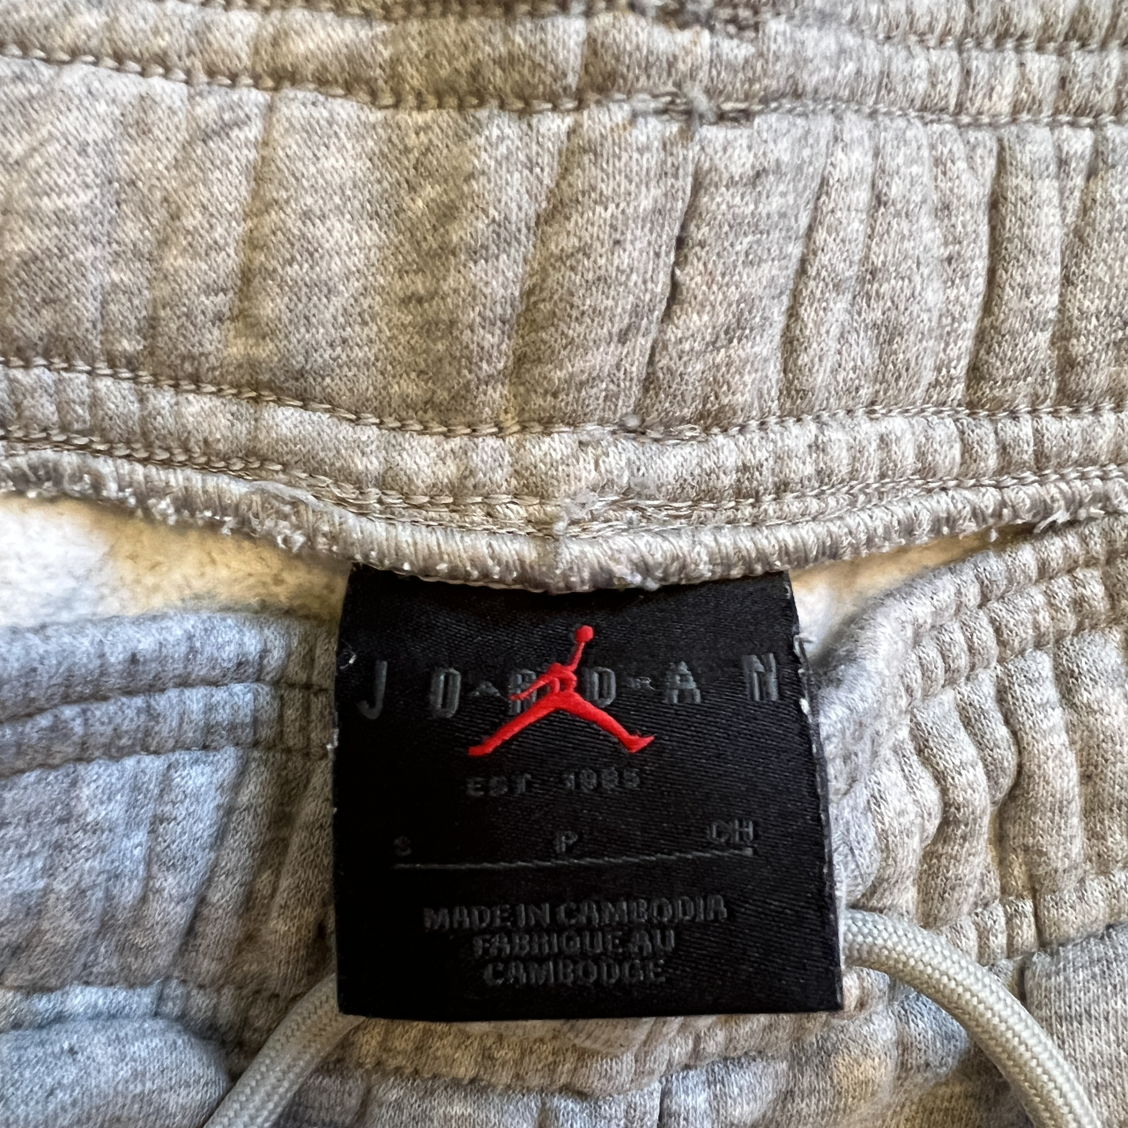 JORDAN
EST. 1985
S P CH
MADE IN CAMBODIA
FABRIQUE AU
CAMBODGE